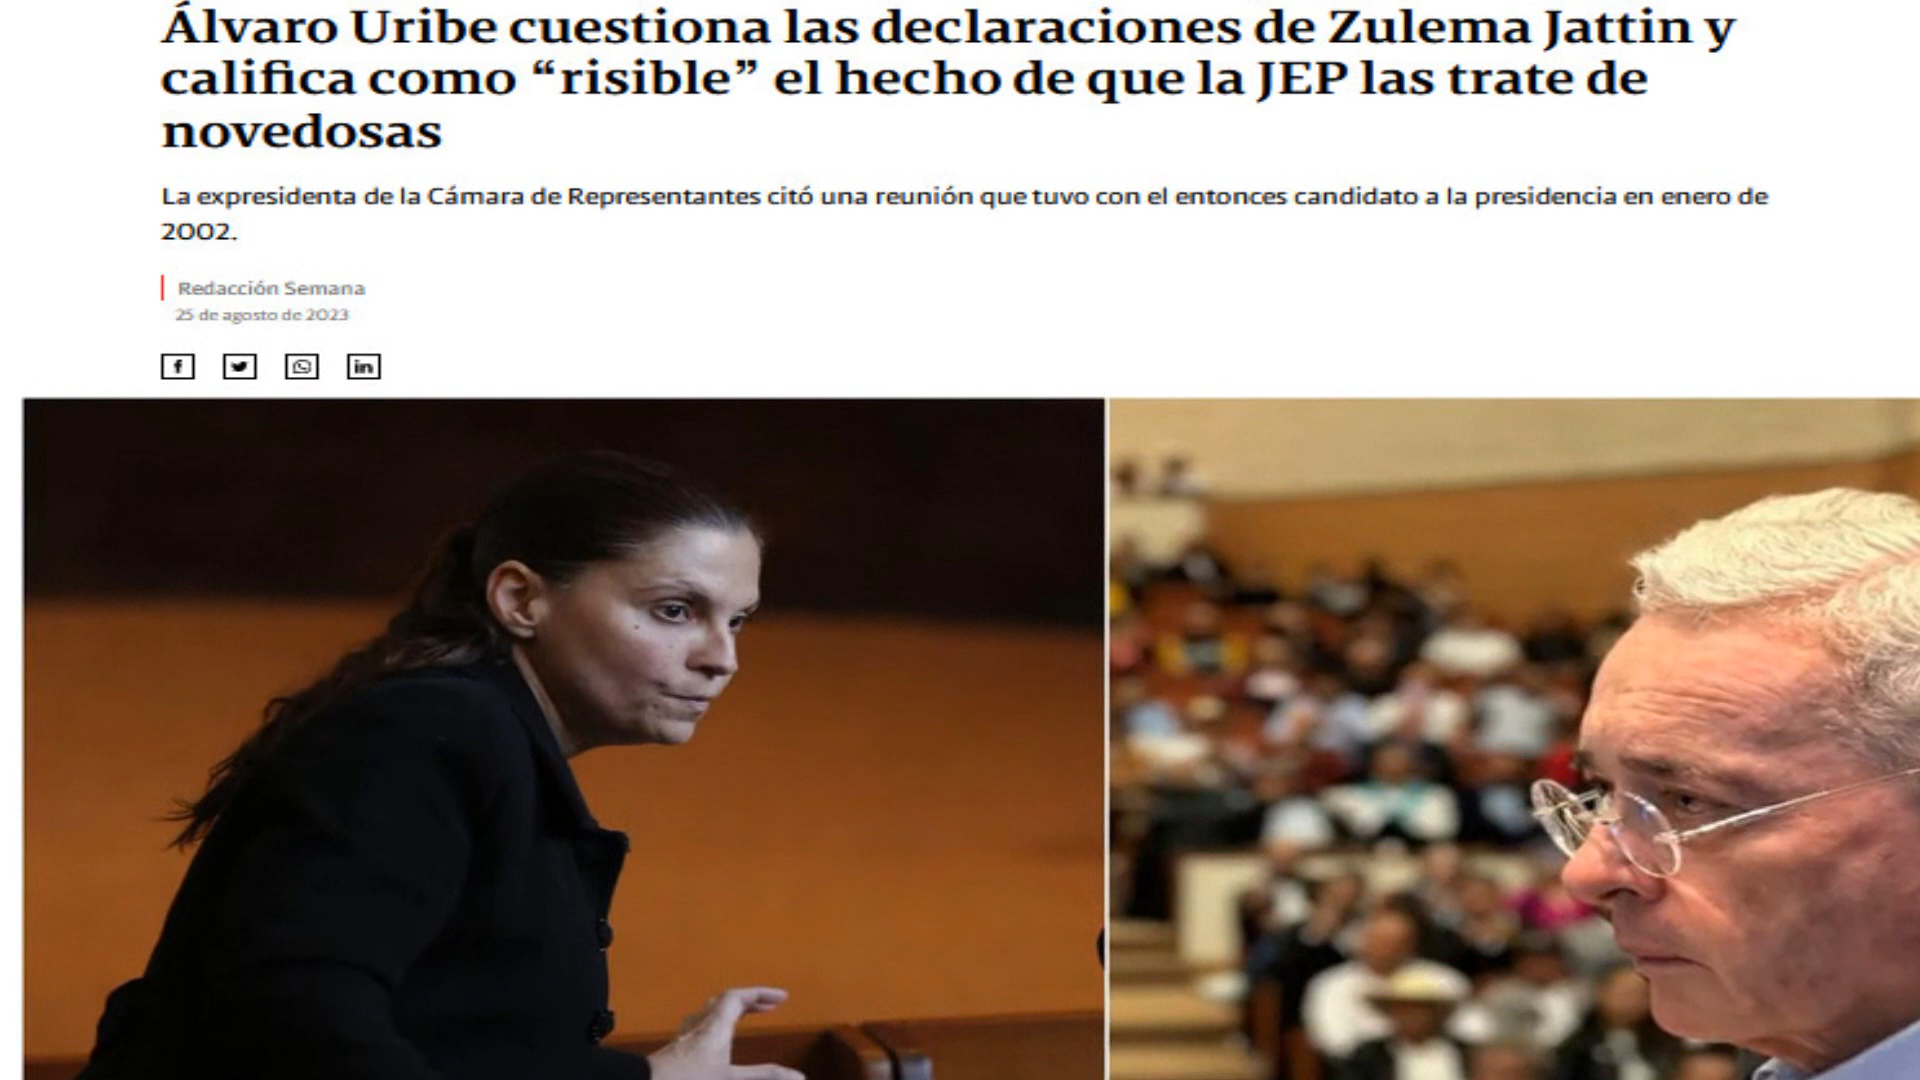 Álvaro Uribe cuestiona las declaraciones de Zulema Jattin y
califica como “risible” el hecho de que la JEP las trate de
novedosas
La expresidenta de la Cámara de Representantes citó una reunión que tuvo con el entonces candidato a la presidencia en enero de
2002.
Redacción Semana
25 de agosto de 2023